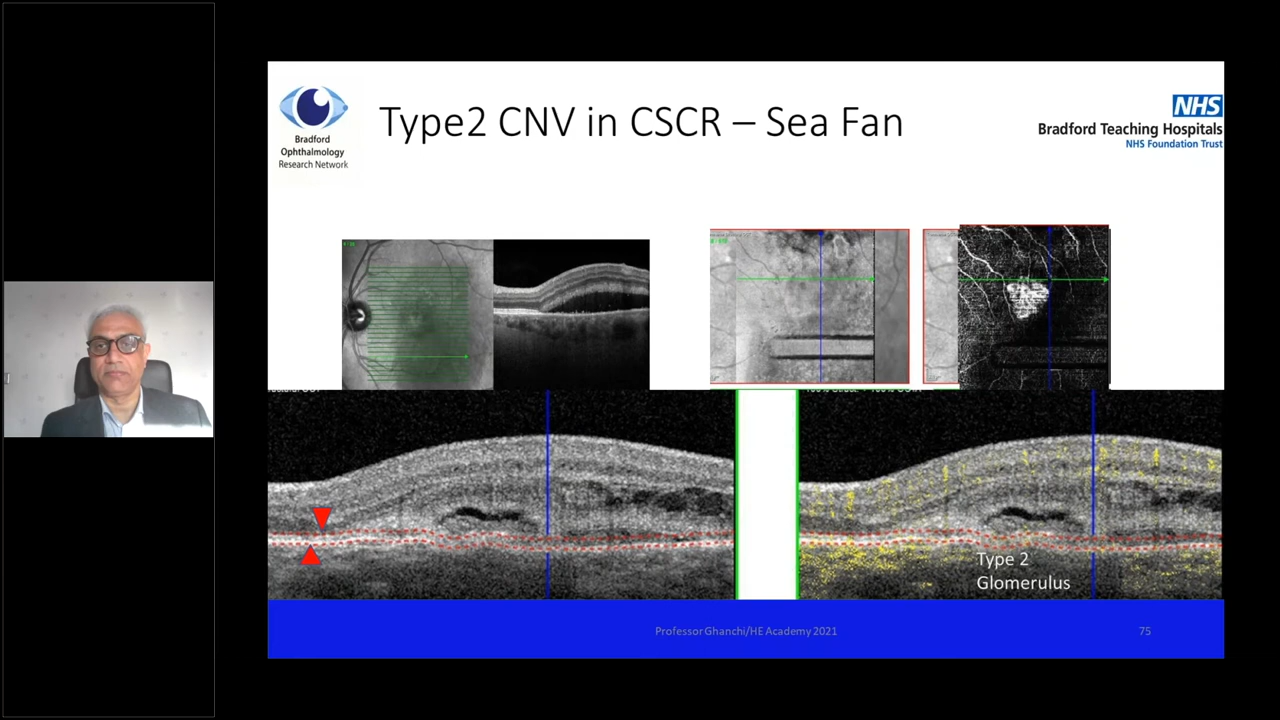 Type2 CNV in CSCR – Sea Fan
Bradford
Ophthalmology
Research Network
NHS
Bradford Teaching Hospitals
NHS Foundation Trust
Type 2
Glomerulus
Professor Ghanchi/HE Academy 2021
75